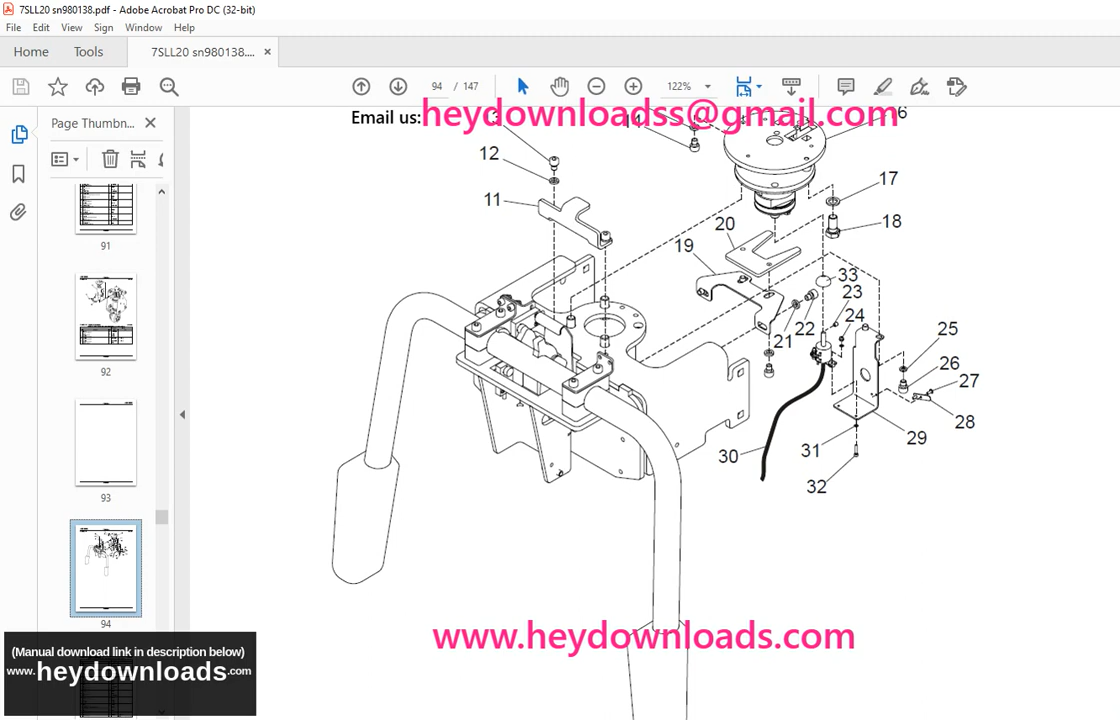 7SLL20 sn980138.pdf - Adobe Acrobat Pro DC (32-bit)
File Edit View Sign Window Help
Home Tools 7SLL20 sn980138.... ×
94 / 147 122%
Page Thumbn...
Email us: heydownloadss@gmail.com
12
11
17
18
20
19
33
23
24
22
21
25
26
27
28
29
30
31
32
91
92
93
94
www.heydownloads.com
(Manual download link in description below)
www.heydownloads.com